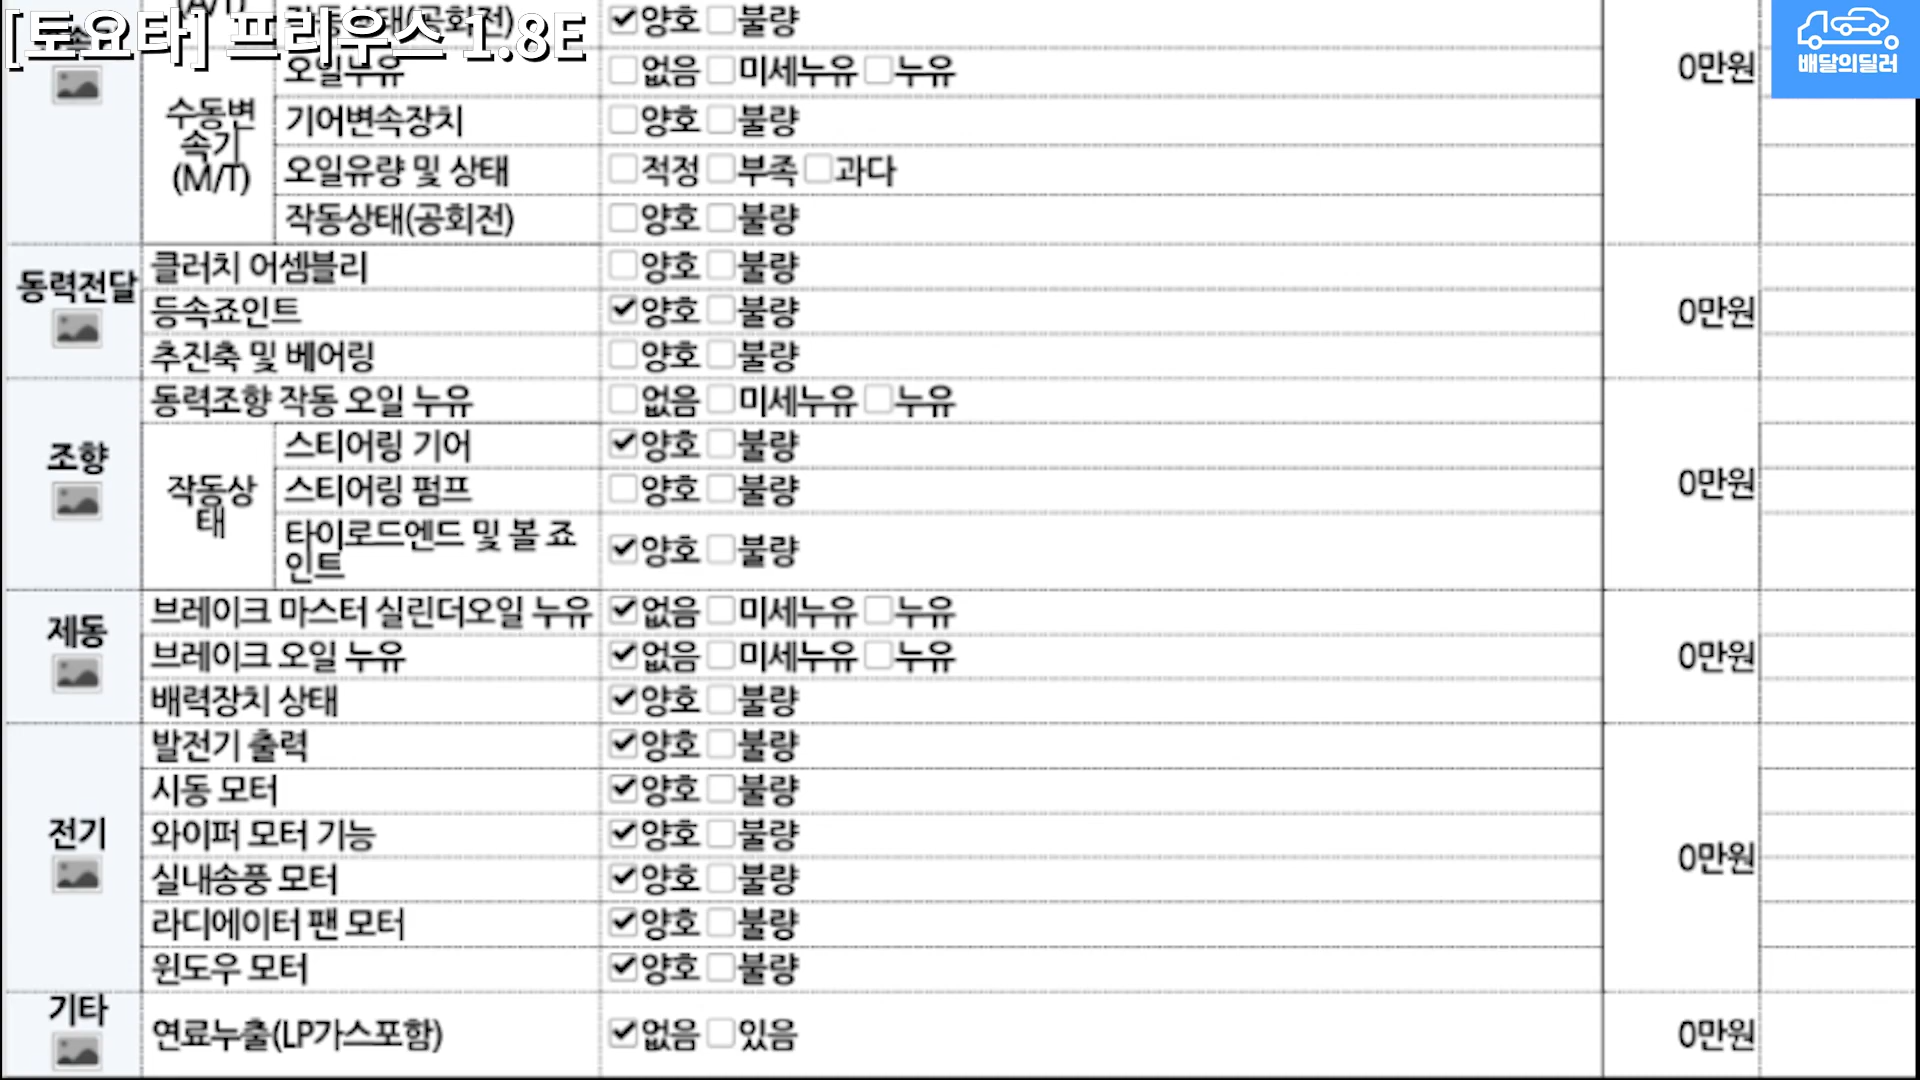 [토요타] 프리우스 1.8E
배달의딜러
(A/T)
작동상태(공회전) ✔양호 불량
0만원
수동변
속기
(M/T)
오일누유 없음 미세누유 누유
기어변속장치 양호 불량
오일유량 및 상태 적정 부족 과다
작동상태(공회전) 양호 불량
동력전달
클러치 어셈블리 양호 불량
등속죠인트 ✔양호 불량
추진축 및 베어링 양호 불량
0만원
조향
동력조향 작동 오일 누유 없음 미세누유 누유
작동상
태
스티어링 기어 ✔양호 불량
스티어링 펌프 양호 불량
타이로드엔드 및 볼 죠
인트 ✔양호 불량
0만원
제동
브레이크 마스터 실린더오일 누유 ✔없음 미세누유 누유
브레이크 오일 누유 ✔없음 미세누유 누유
배력장치 상태 ✔양호 불량
0만원
전기
발전기 출력 ✔양호 불량
시동 모터 ✔양호 불량
와이퍼 모터 기능 ✔양호 불량
실내송풍 모터 ✔양호 불량
라디에이터 팬 모터 ✔양호 불량
윈도우 모터 ✔양호 불량
0만원
기타
연료누출(LP가스포함) ✔없음 있음
0만원